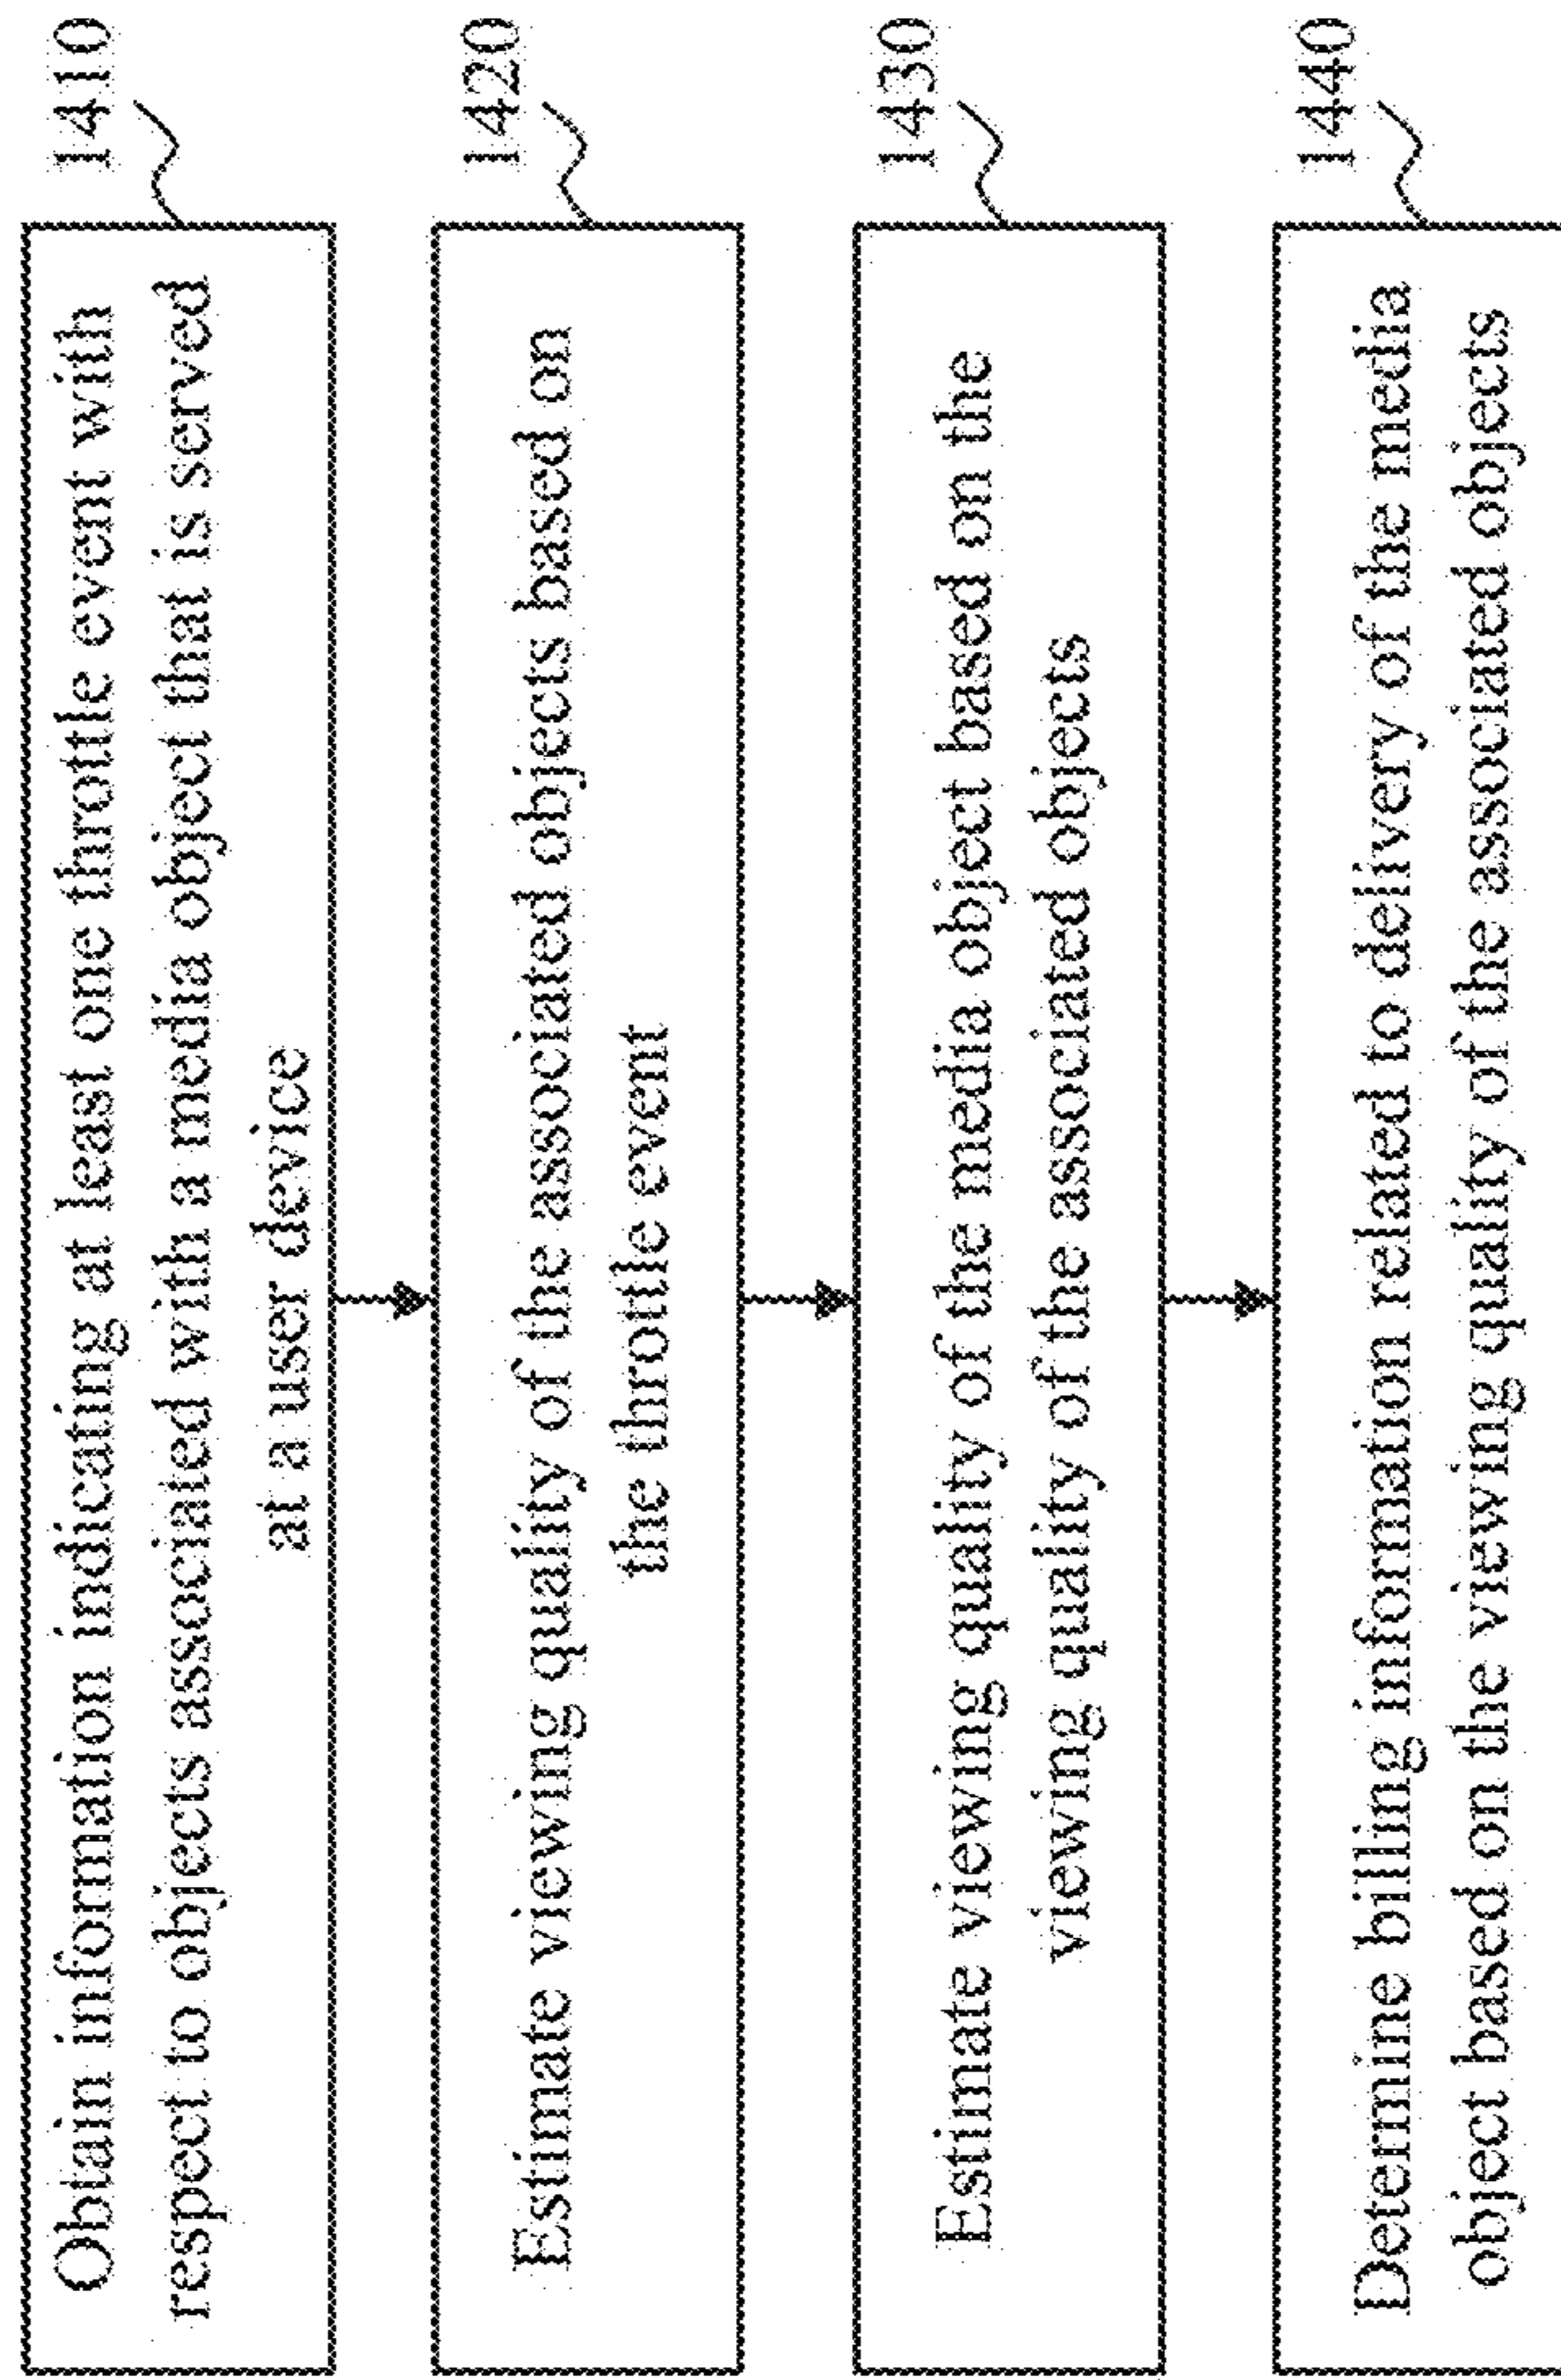 Obtain information indicating at least one throttle event with
respect to objects associated with a media object that is served
at a user device
1410
Estimate viewing quality of the associated objects based on
the throttle event
1420
Estimate viewing quality of the media object based on the
viewing quality of the associated objects
1430
Determine billing information related to delivery of the media
object based on the viewing quality of the associated objects
1440